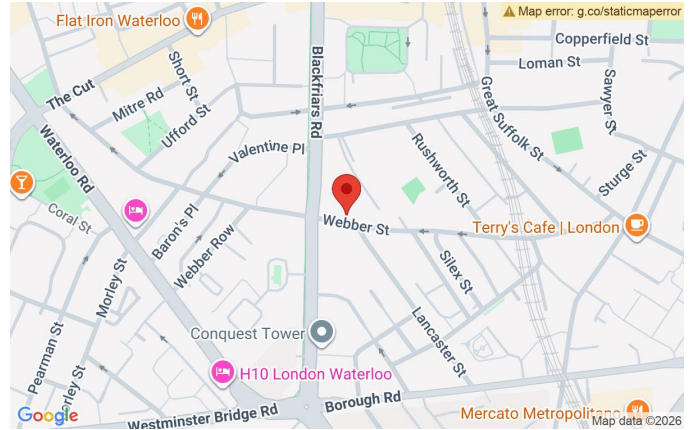 Map error: g.co/staticmaperror
Flat Iron Waterloo
Copperfield St
Loman St
The Cut
Short St
Mitre Rd
Ufford St
Blackfriars Rd
Great Suffolk St
Sawyer St
Waterloo Rd
Valentine Pl
Rushworth St
Sturge St
Coral St
Baron's Pl
Webber Row
Webber St
Terry's Cafe | London
Morley St
Silex St
Pearman St
Conquest Tower
Lancaster St
H10 London Waterloo
Morley St
Borough Rd
Google
Westminster Bridge Rd
Mercato Metropolitano
Map data ©2026